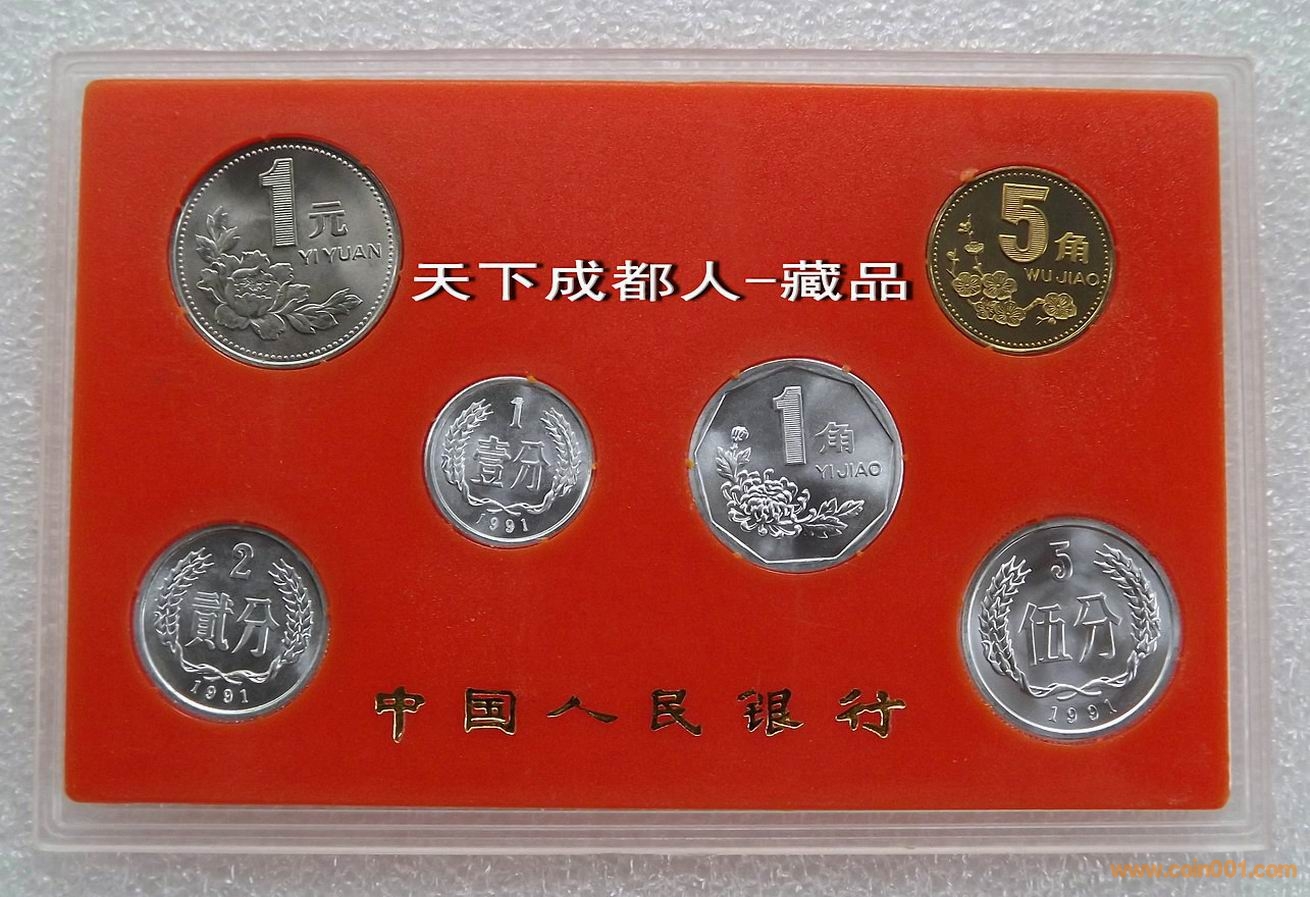 1元
YI YUAN
5角
WU JIAO
天下成都人-藏品
1
壹分
1991
1角
YI JIAO
2
貳分
1991
5
伍分
1991
中国人民银行
www.coin001.com